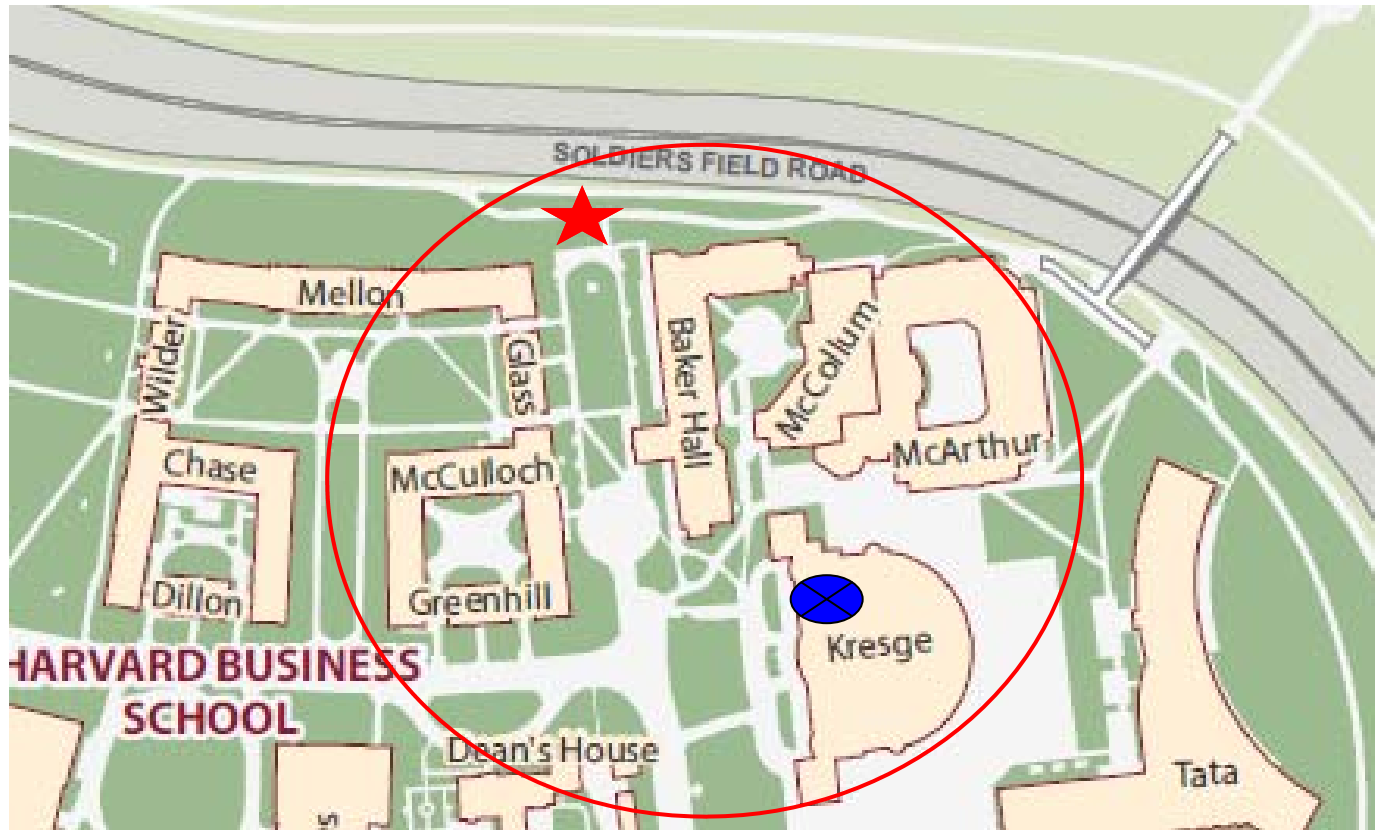 SOLDIERS FIELD ROAD
Mellon
Wilder
Glass
Baker Hall
McCollum
McArthur
Chase
McCulloch
Dillon
Greenhill
Kresge
HARVARD BUSINESS
SCHOOL
Dean's House
Tata